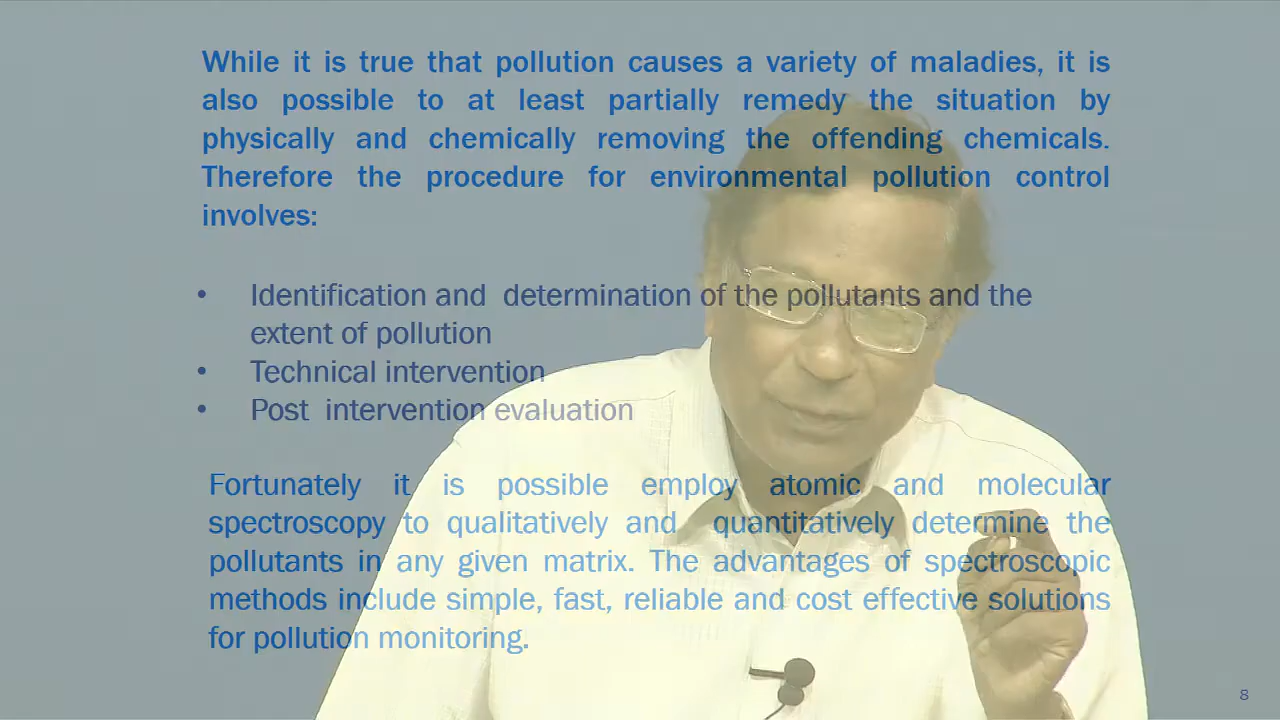 While it is true that pollution causes a variety of maladies, it is
also possible to at least partially remedy the situation by
physically and chemically removing the offending chemicals.
Therefore the procedure for environmental pollution control
involves:
• Identification and determination of the pollutants and the
extent of pollution
• Technical intervention
• Post intervention evaluation
Fortunately it is possible employ atomic and molecular
spectroscopy to qualitatively and quantitatively determine the
pollutants in any given matrix. The advantages of spectroscopic
methods include simple, fast, reliable and cost effective solutions
for pollution monitoring.
8